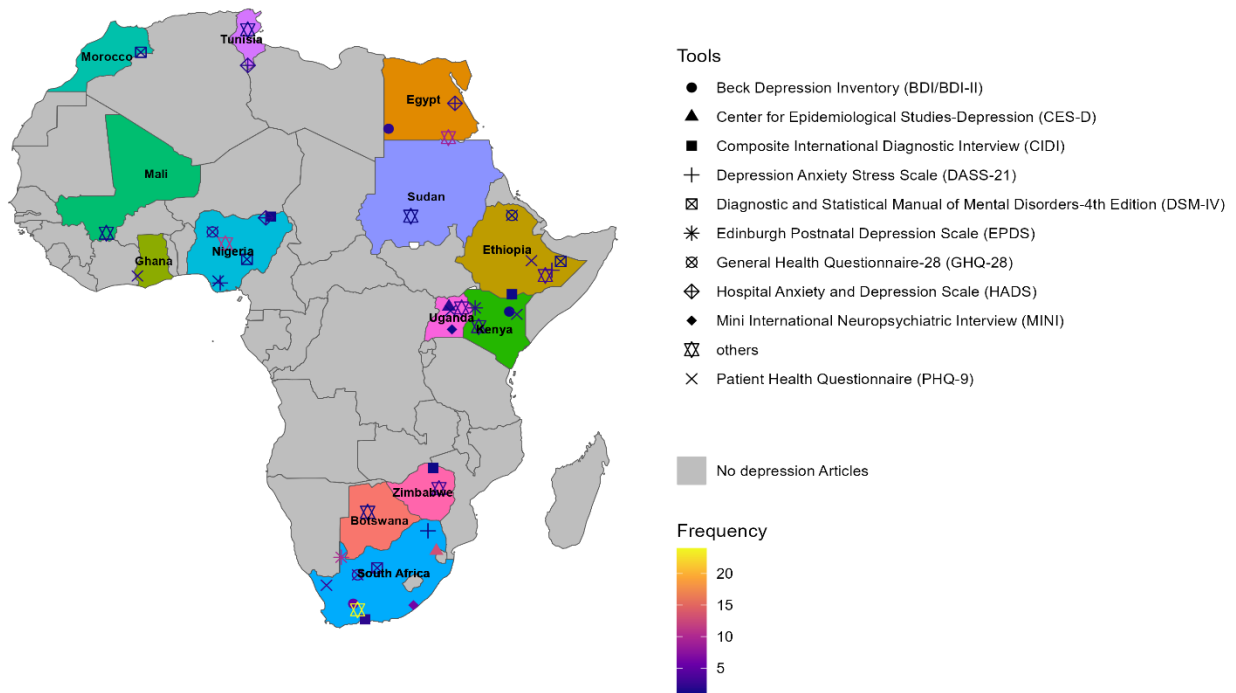 Tunisia
Morocco
Egypt
Mali
Sudan
Nigeria
Ethiopia
Ghana
Uganda
Kenya
Zimbabwe
Botswana
South Africa
Tools
Beck Depression Inventory (BDI/BDI-II)
Center for Epidemiological Studies-Depression (CES-D)
Composite International Diagnostic Interview (CIDI)
Depression Anxiety Stress Scale (DASS-21)
Diagnostic and Statistical Manual of Mental Disorders-4th Edition (DSM-IV)
Edinburgh Postnatal Depression Scale (EPDS)
General Health Questionnaire-28 (GHQ-28)
Hospital Anxiety and Depression Scale (HADS)
Mini International Neuropsychiatric Interview (MINI)
others
Patient Health Questionnaire (PHQ-9)
No depression Articles
Frequency
20
15
10
5